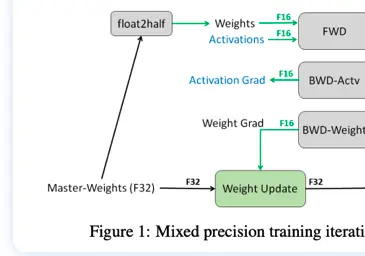 float2half
Weights
F16
Activations
F16
FWD
Activation Grad
F16
BWD-Actv
Weight Grad
F16
BWD-Weight
Master-Weights (F32)
F32
Weight Update
F32
Figure 1: Mixed precision training iterati